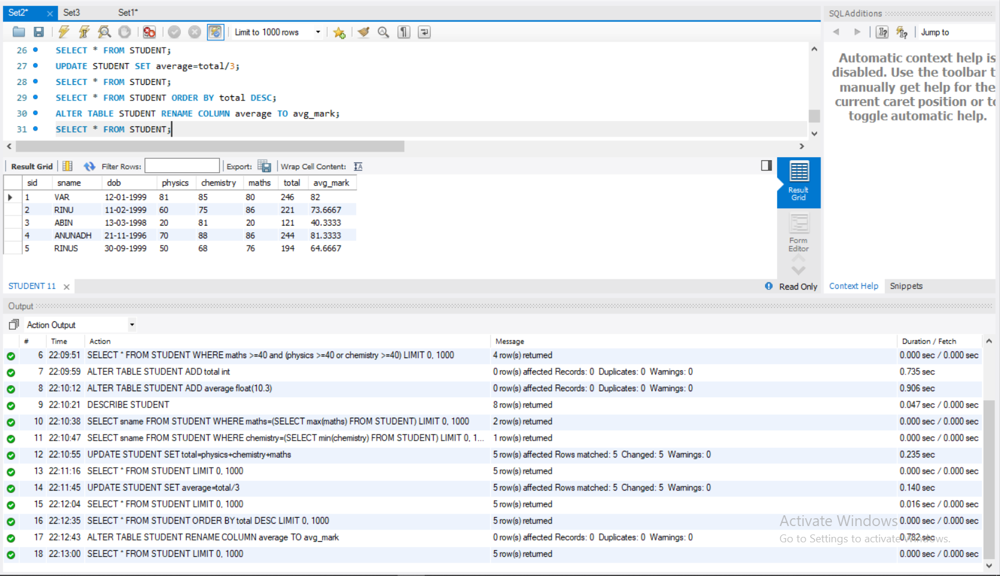 Set2*
Set3
Set1*
SQLAdditions
Limit to 1000 rows
Jump to
26 SELECT * FROM STUDENT;
27 UPDATE STUDENT SET average=total/3;
28 SELECT * FROM STUDENT;
29 SELECT * FROM STUDENT ORDER BY total DESC;
30 ALTER TABLE STUDENT RENAME COLUMN average TO avg_mark;
31 SELECT * FROM STUDENT;
Automatic context help is
disabled. Use the toolbar t
manually get help for the
current caret position or to
toggle automatic help.
Result Grid Filter Rows: Export: Wrap Cell Content:
sid sname dob physics chemistry maths total avg_mark
1 VAR 12-01-1999 81 85 80 246 82
2 RINU 11-02-1999 60 75 86 221 73.6667
3 ABIN 13-03-1998 20 81 20 121 40.3333
4 ANUNADH 21-11-1996 70 88 86 244 81.3333
5 RINUS 30-09-1999 50 68 76 194 64.6667
Result
Grid
Form
Editor
STUDENT 11
Read Only
Context Help Snippets
Output
Action Output
# Time Action Message Duration / Fetch
6 22:09:51 SELECT * FROM STUDENT WHERE maths >=40 and (physics >=40 or chemistry >=40) LIMIT 0, 1000 4 row(s) returned 0.000 sec / 0.000 sec
7 22:09:59 ALTER TABLE STUDENT ADD total int 0 row(s) affected Records: 0 Duplicates: 0 Warnings: 0 0.735 sec
8 22:10:12 ALTER TABLE STUDENT ADD average float(10.3) 0 row(s) affected Records: 0 Duplicates: 0 Warnings: 0 0.906 sec
9 22:10:21 DESCRIBE STUDENT 8 row(s) returned 0.047 sec / 0.000 sec
10 22:10:38 SELECT sname FROM STUDENT WHERE maths=(SELECT max(maths) FROM STUDENT) LIMIT 0, 1000 2 row(s) returned 0.000 sec / 0.000 sec
11 22:10:47 SELECT sname FROM STUDENT WHERE chemistry=(SELECT min(chemistry) FROM STUDENT) LIMIT 0, 1... 1 row(s) returned 0.000 sec / 0.000 sec
12 22:10:55 UPDATE STUDENT SET total=physics+chemistry+maths 5 row(s) affected Rows matched: 5 Changed: 5 Warnings: 0 0.235 sec
13 22:11:16 SELECT * FROM STUDENT LIMIT 0, 1000 5 row(s) returned 0.000 sec / 0.000 sec
14 22:11:45 UPDATE STUDENT SET average=total/3 5 row(s) affected Rows matched: 5 Changed: 5 Warnings: 0 0.140 sec
15 22:12:04 SELECT * FROM STUDENT LIMIT 0, 1000 5 row(s) returned 0.016 sec / 0.000 sec
16 22:12:35 SELECT * FROM STUDENT ORDER BY total DESC LIMIT 0, 1000 5 row(s) returned 0.000 sec / 0.000 sec
17 22:12:43 ALTER TABLE STUDENT RENAME COLUMN average TO avg_mark 0 row(s) affected Records: 0 Duplicates: 0 Warnings: 0 0.782 sec
18 22:13:00 SELECT * FROM STUDENT LIMIT 0, 1000 5 row(s) returned 0.000 sec / 0.000 sec
Activate Windows
Go to Settings to activate Windows.